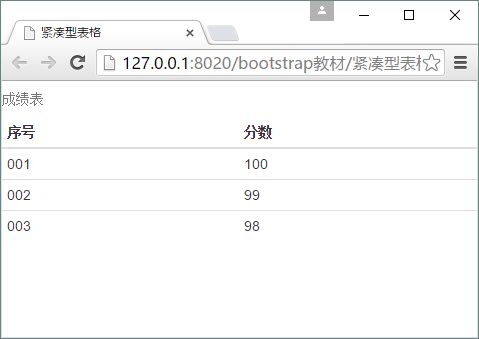 紧凑型表格
127.0.0.1:8020/bootstrap教材/紧凑型表格
成绩表
序号 分数
001 100
002 99
003 98